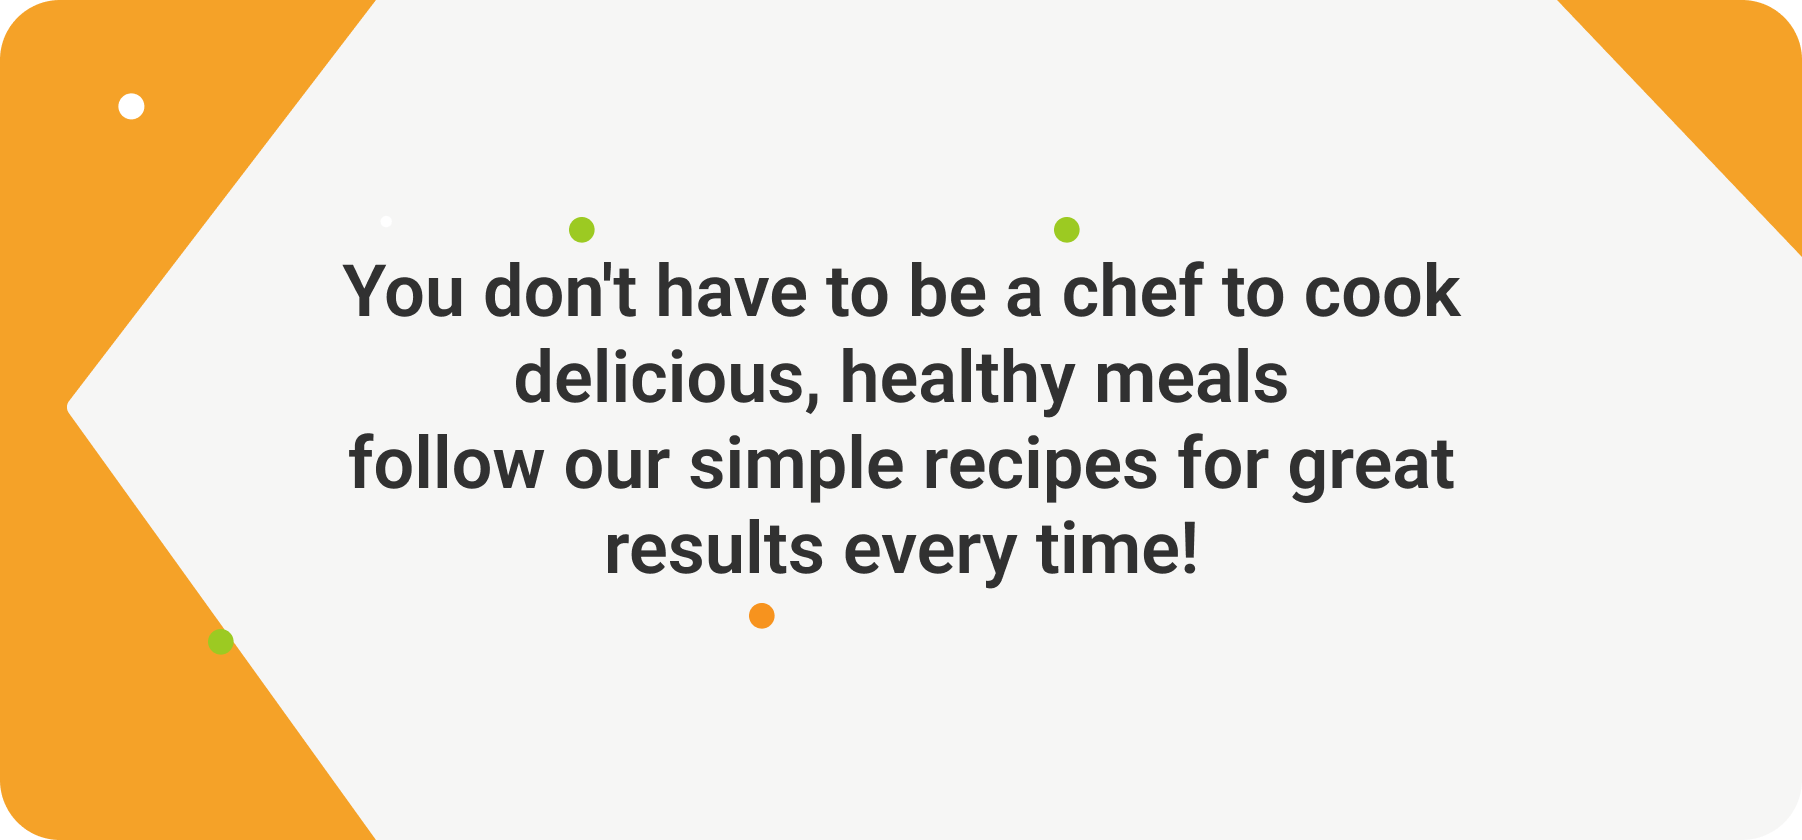 You don't have to be a chef to cook
delicious, healthy meals
follow our simple recipes for great
results every time!